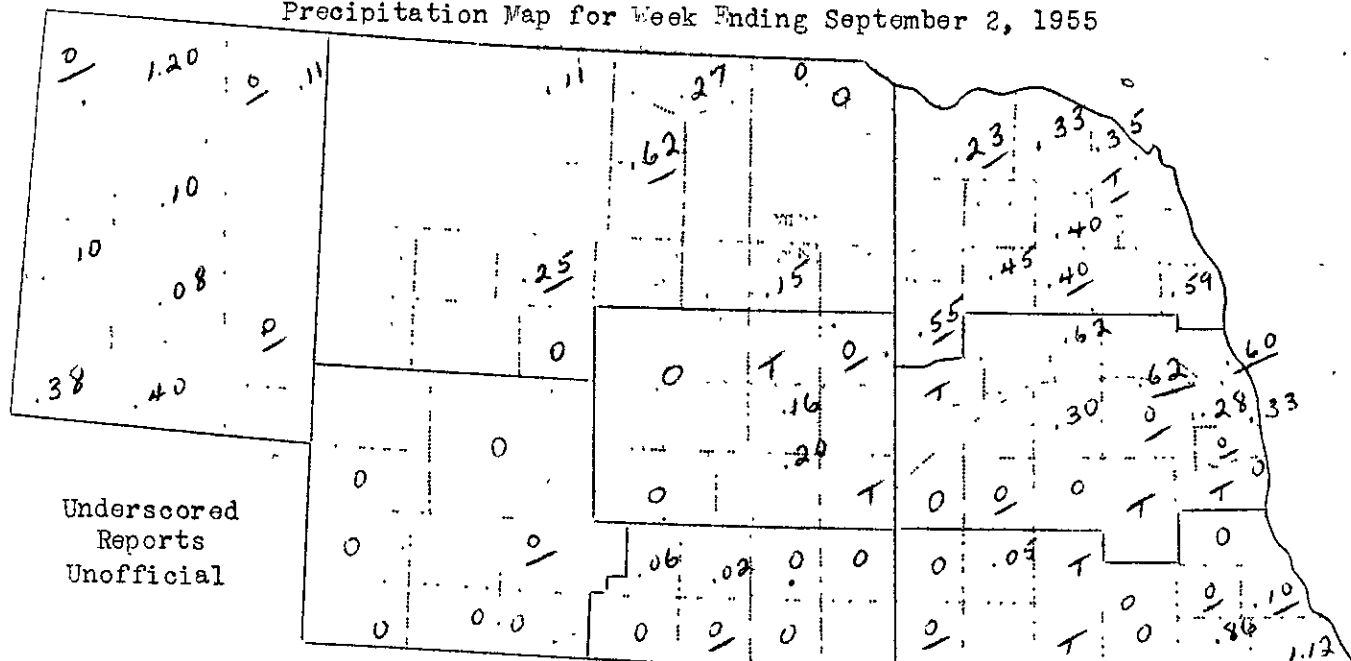 Precipitation Map for Week Ending September 2, 1955
0 1.20 0 .11 .11 .27 0 0
.62 .23 .33 .35
T
.10 .40
.10 .25 .15 .45 .40 .59
.08
0 .55 .62 .60
0 0 T 0 .62
.38 .40 .16 T .30 0 .28 .33
0 .20 0 0
0 0 T 0 0 0 T T
0 0 .06 .02 0 0 0 .05 T 0
Underscored
Reports
Unofficial
0 0 .10
0 0.0 0 0 0 0 T 0 .86
1.12